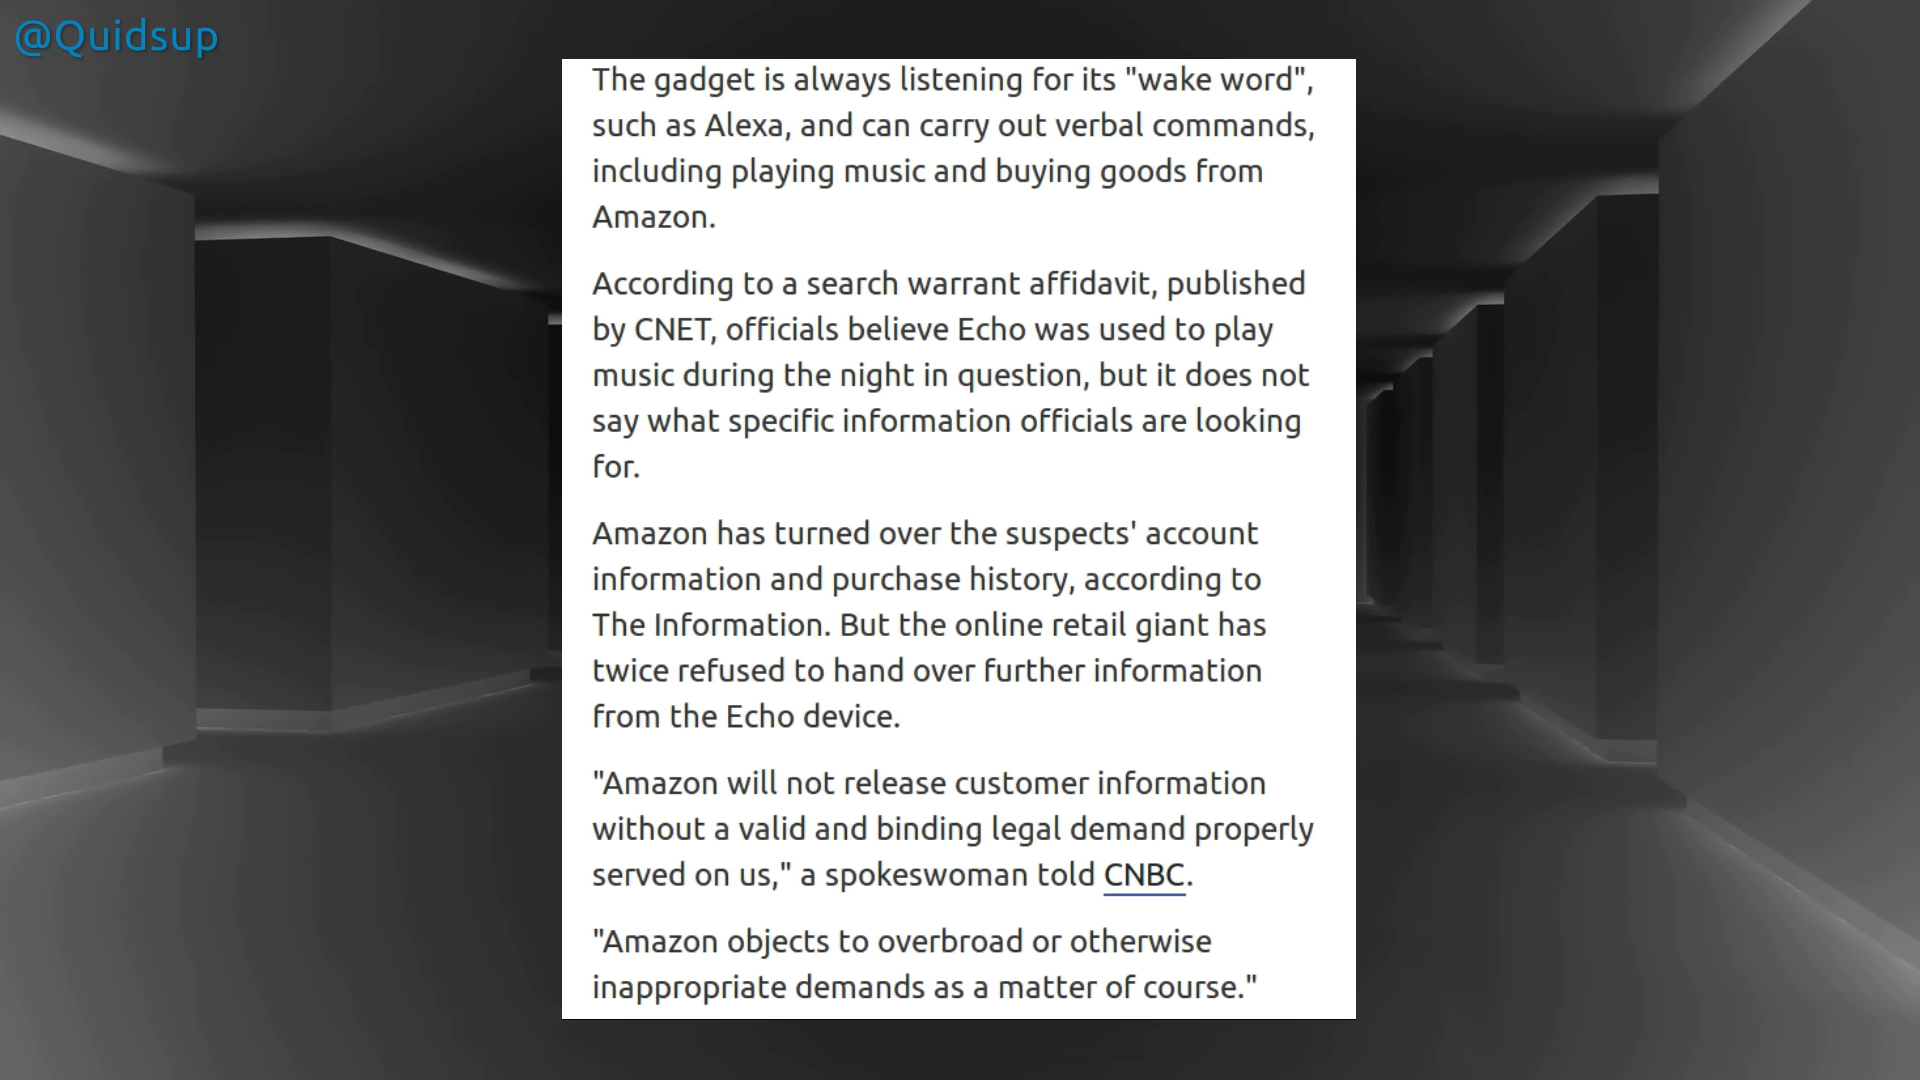 @Quidsup
The gadget is always listening for its "wake word",
such as Alexa, and can carry out verbal commands,
including playing music and buying goods from
Amazon.
According to a search warrant affidavit, published
by CNET, officials believe Echo was used to play
music during the night in question, but it does not
say what specific information officials are looking
for.
Amazon has turned over the suspects' account
information and purchase history, according to
The Information. But the online retail giant has
twice refused to hand over further information
from the Echo device.
"Amazon will not release customer information
without a valid and binding legal demand properly
served on us," a spokeswoman told CNBC.
"Amazon objects to overbroad or otherwise
inappropriate demands as a matter of course."